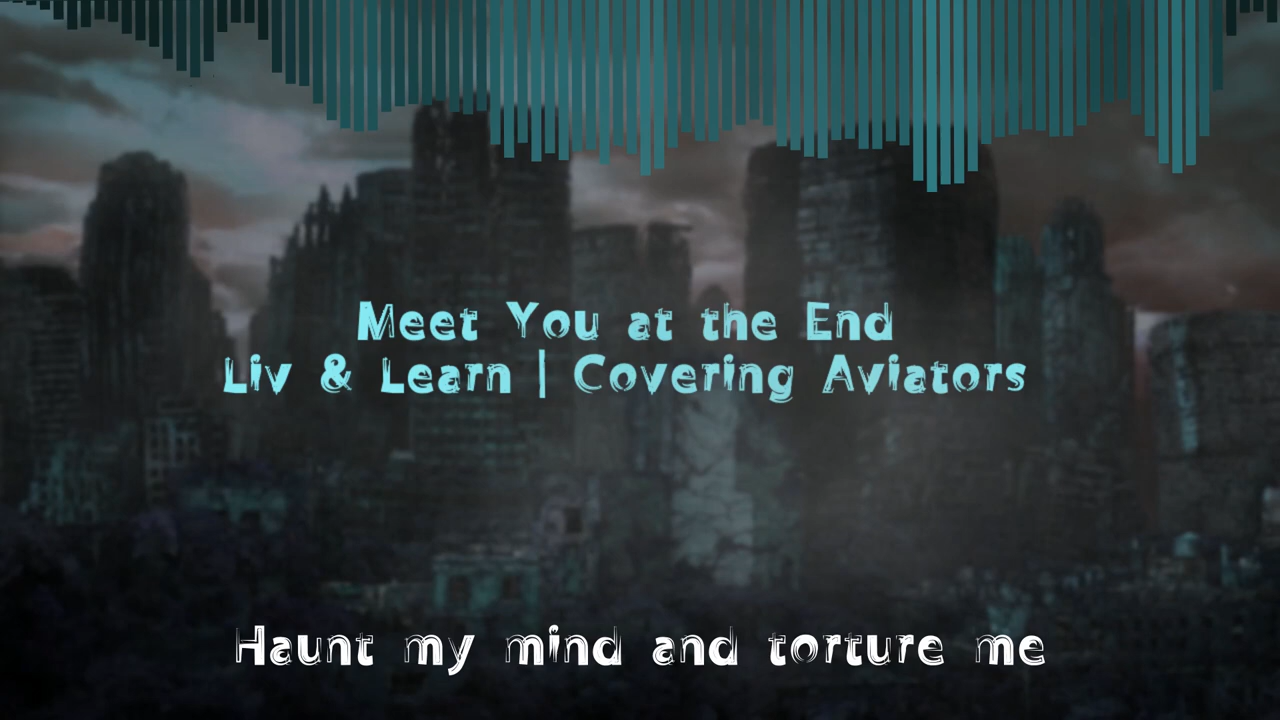 Meet You at the End
Liv & Learn | Covering Aviators
Haunt my mind and torture me